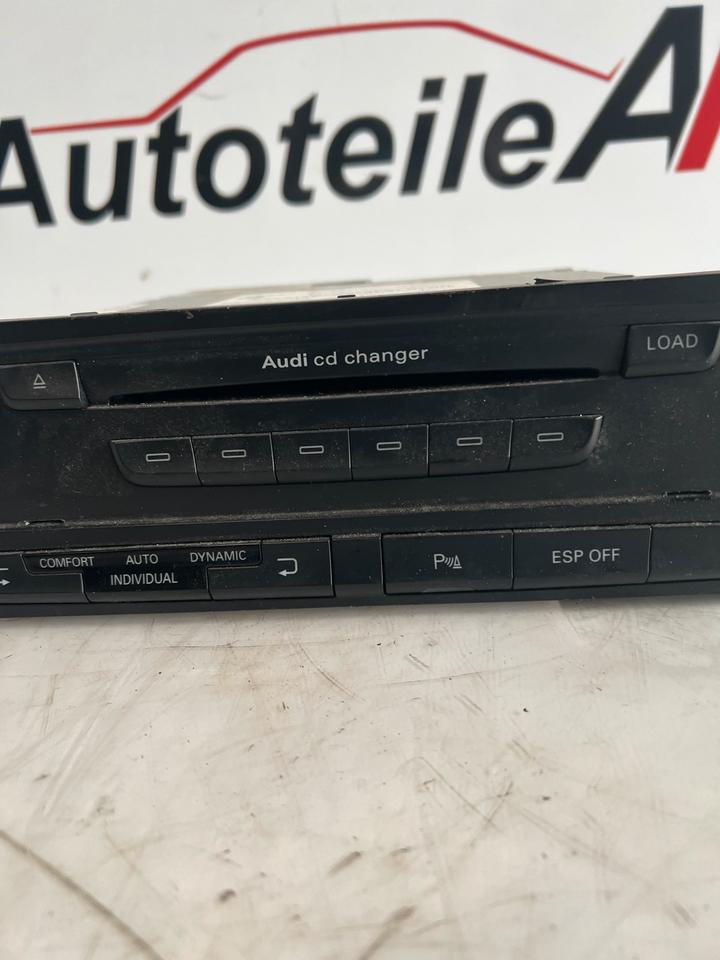 AutoteileA
Audi cd changer
LOAD
COMFORT AUTO DYNAMIC
INDIVIDUAL
P
ESP OFF